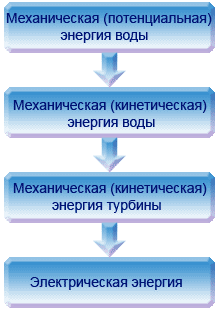 Механическая (потенциальная)
энергия воды
Механическая (кинетическая)
энергия воды
Механическая (кинетическая)
энергия турбины
Электрическая энергия